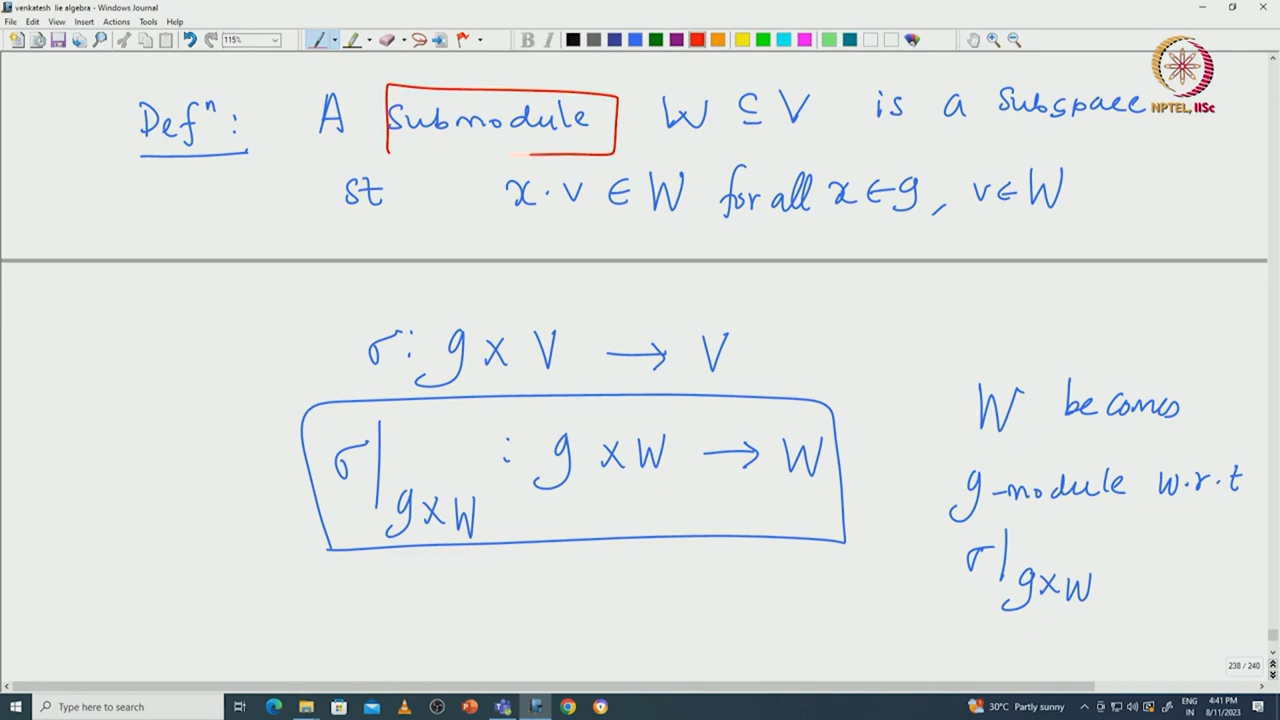 venkatesh lie algebra - Windows Journal
File Edit View Insert Actions Tools Help
115%
B I
NPTEL, IISc
Defⁿ : A Submodule W ⊆ V is a subspace
st x · v ∈ W for all x ∈ g , v ∈ W
σ : g × V → V
σ|g×W : g × W → W
W becomes
g-module w.r.t
σ|g×W
238 / 240
Type here to search
30°C Partly sunny
ENG
IN
4:41 PM
8/11/2023